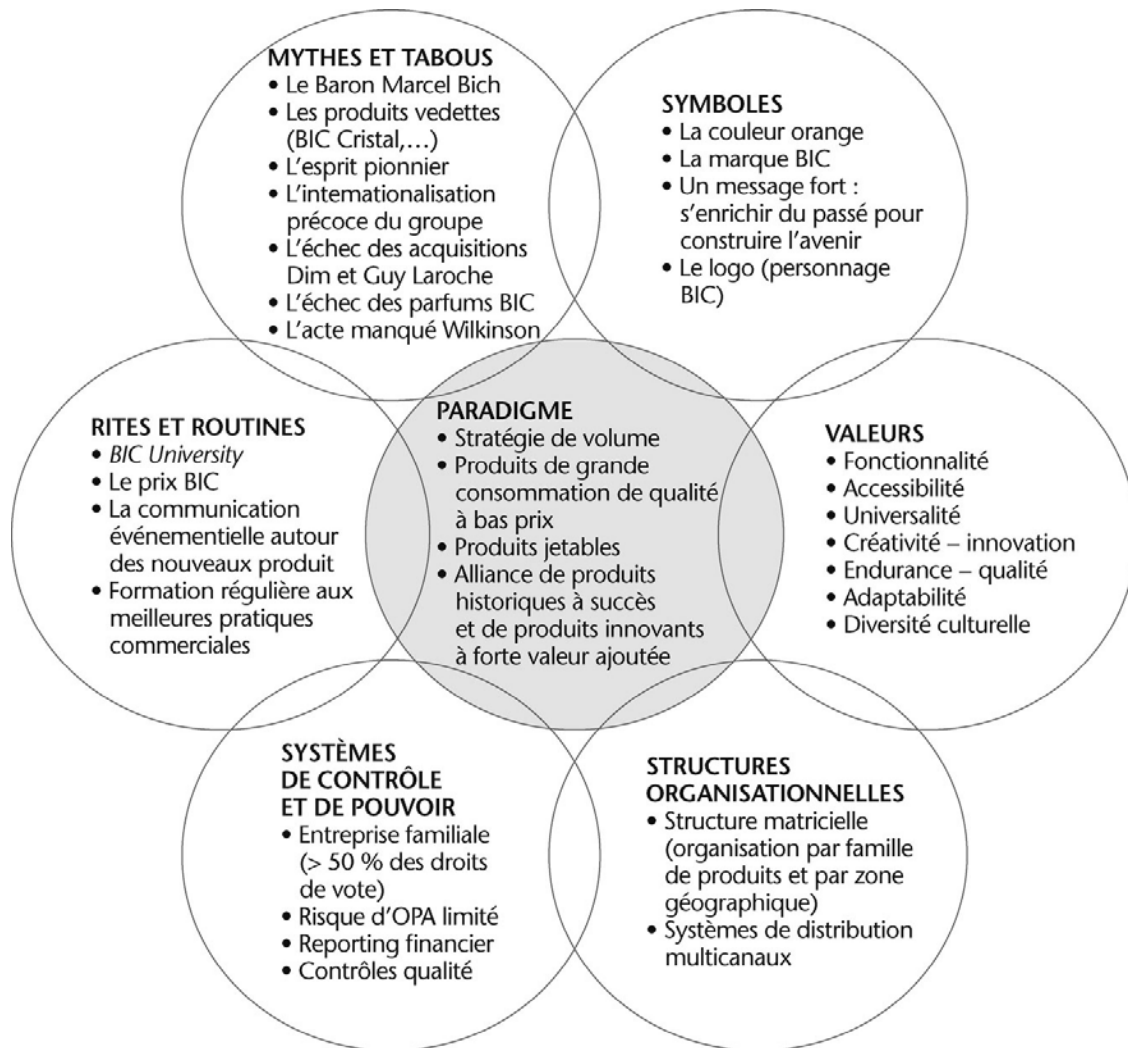 MYTHES ET TABOUS
• Le Baron Marcel Bich
• Les produits vedettes
(BIC Cristal,…)
• L'esprit pionnier
• L'intemationalisation
précoce du groupe
• L'échec des acquisitions
Dim et Guy Laroche
• L'échec des parfums BIC
• L'acte manqué Wilkinson
SYMBOLES
• La couleur orange
• La marque BIC
• Un message fort :
s'enrichir du passé pour
construire l'avenir
• Le logo (personnage
BIC)
RITES ET ROUTINES
• BIC University
• Le prix BIC
• La communication
événementielle autour
des nouveaux produit
• Formation régulière aux
meilleures pratiques
commerciales
PARADIGME
• Stratégie de volume
• Produits de grande
consommation de qualité
à bas prix
• Produits jetables
• Alliance de produits
historiques à succès
et de produits innovants
à forte valeur ajoutée
VALEURS
• Fonctionnalité
• Accessibilité
• Universalité
• Créativité – innovation
• Endurance – qualité
• Adaptabilité
• Diversité culturelle
SYSTÈMES
DE CONTRÔLE
ET DE POUVOIR
• Entreprise familiale
(> 50 % des droits
de vote)
• Risque d'OPA limité
• Reporting financier
• Contrôles qualité
STRUCTURES
ORGANISATIONNELLES
• Structure matricielle
(organisation par famille
de produits et par zone
géographique)
• Systèmes de distribution
multicanaux